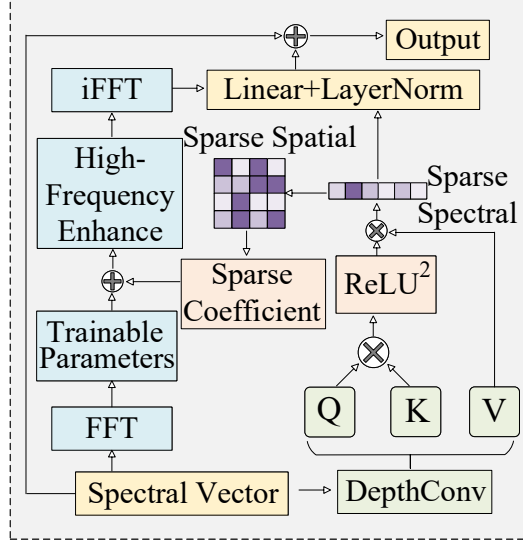 Output
iFFT
Linear+LayerNorm
Sparse Spatial
High-
Frequency
Enhance
Sparse
Spectral
Sparse
Coefficient
ReLU²
Trainable
Parameters
Q
K
V
FFT
Spectral Vector
DepthConv